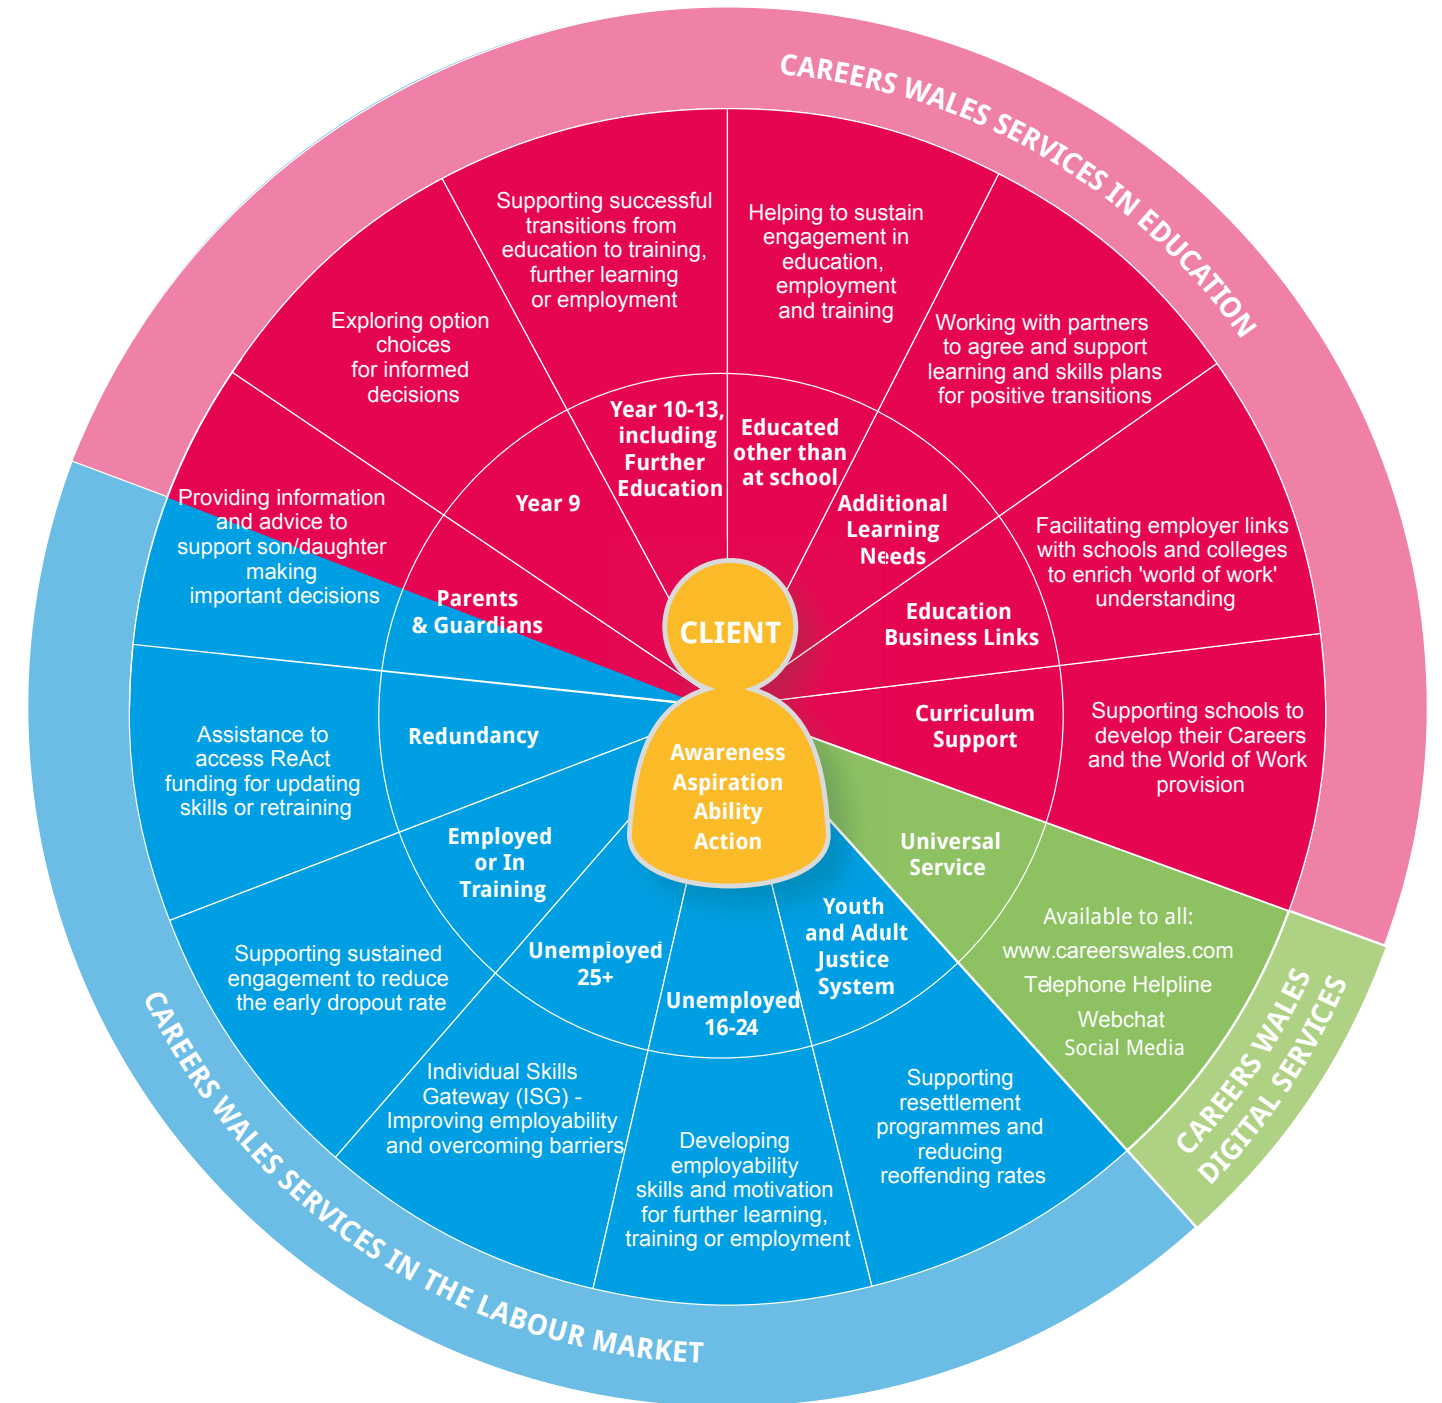 CAREERS WALES SERVICES IN EDUCATION
Supporting successful
transitions from
education to training,
further learning
or employment
Year 10-13,
including
Further
Education
Helping to sustain
engagement in
education,
employment
and training
Educated
other than
at school
Working with partners
to agree and support
learning and skills plans
for positive transitions
Additional
Learning
Needs
Facilitating employer links
with schools and colleges
to enrich 'world of work'
understanding
Education
Business Links
Supporting schools to
develop their Careers
and the World of Work
provision
Curriculum
Support
Universal
Service
Available to all:
www.careerswales.com
Telephone Helpline
Webchat
Social Media
CAREERS WALES
DIGITAL SERVICES
Youth
and Adult
Justice
System
Supporting
resettlement
programmes and
reducing
reoffending rates
Unemployed
16-24
Developing
employability
skills and motivation
for further learning,
training or employment
Unemployed
25+
Individual Skills
Gateway (ISG) -
Improving employability
and overcoming barriers
Employed
or In
Training
Supporting sustained
engagement to reduce
the early dropout rate
Redundancy
Assistance to
access ReAct
funding for updating
skills or retraining
Parents
& Guardians
Providing information
and advice to
support son/daughter
making
important decisions
Year 9
Exploring option
choices
for informed
decisions
CLIENT
Awareness
Aspiration
Ability
Action
CAREERS WALES SERVICES IN THE LABOUR MARKET